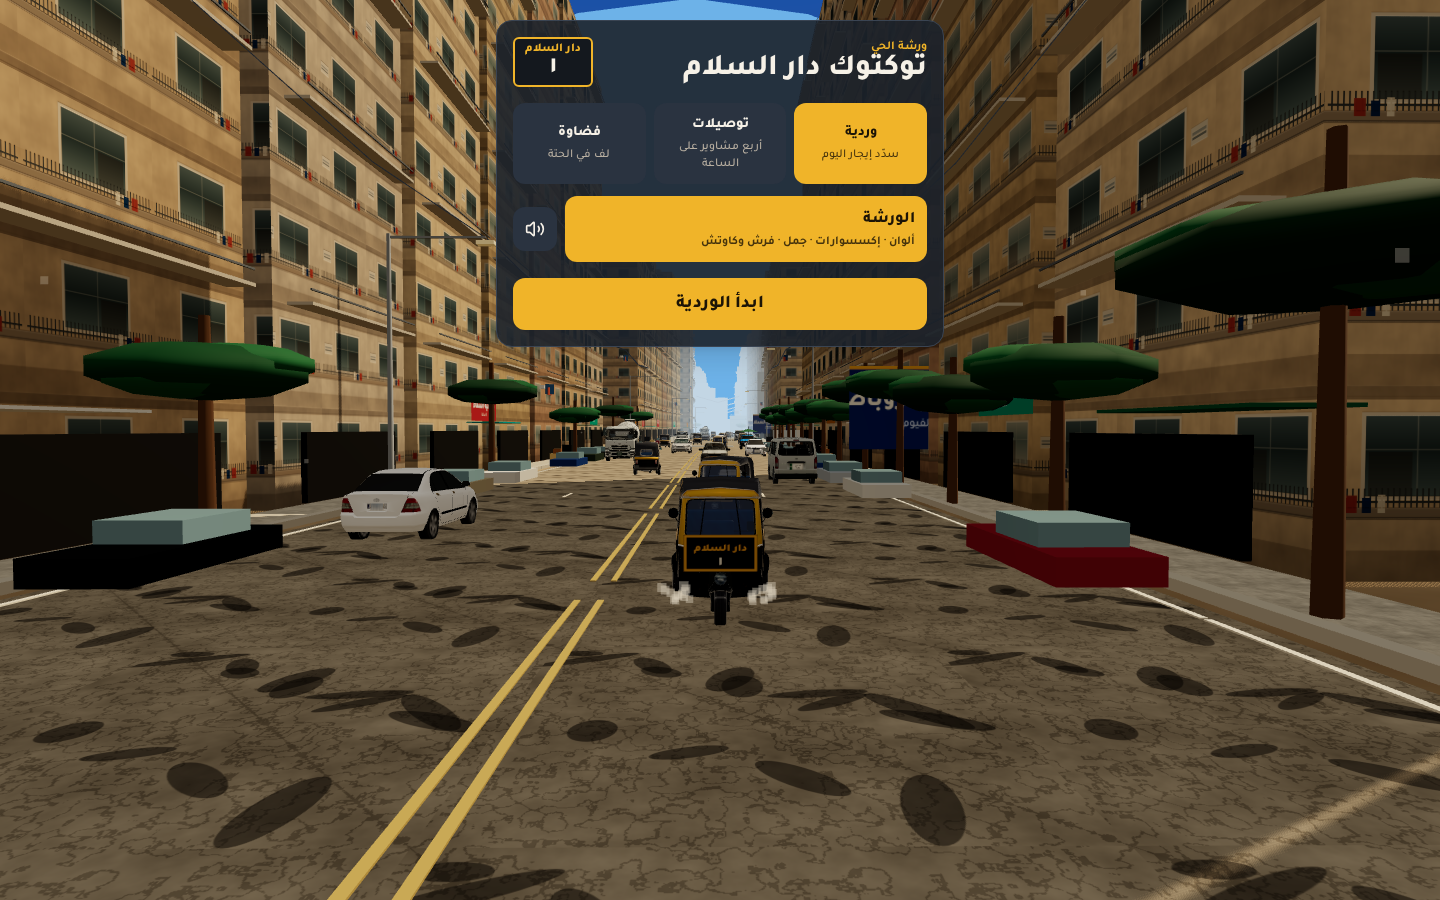 ورشة الحي
توكتوك دار السلام
دار السلام
١
وردية
سدّد إيجار اليوم
توصيلات
أربع مشاوير على
الساعة
فضاوة
لف في الحتة
الورشة
ألوان · إكسسوارات · جمل · فرش وكاوتش
ابدأ الوردية
دار السلام
١